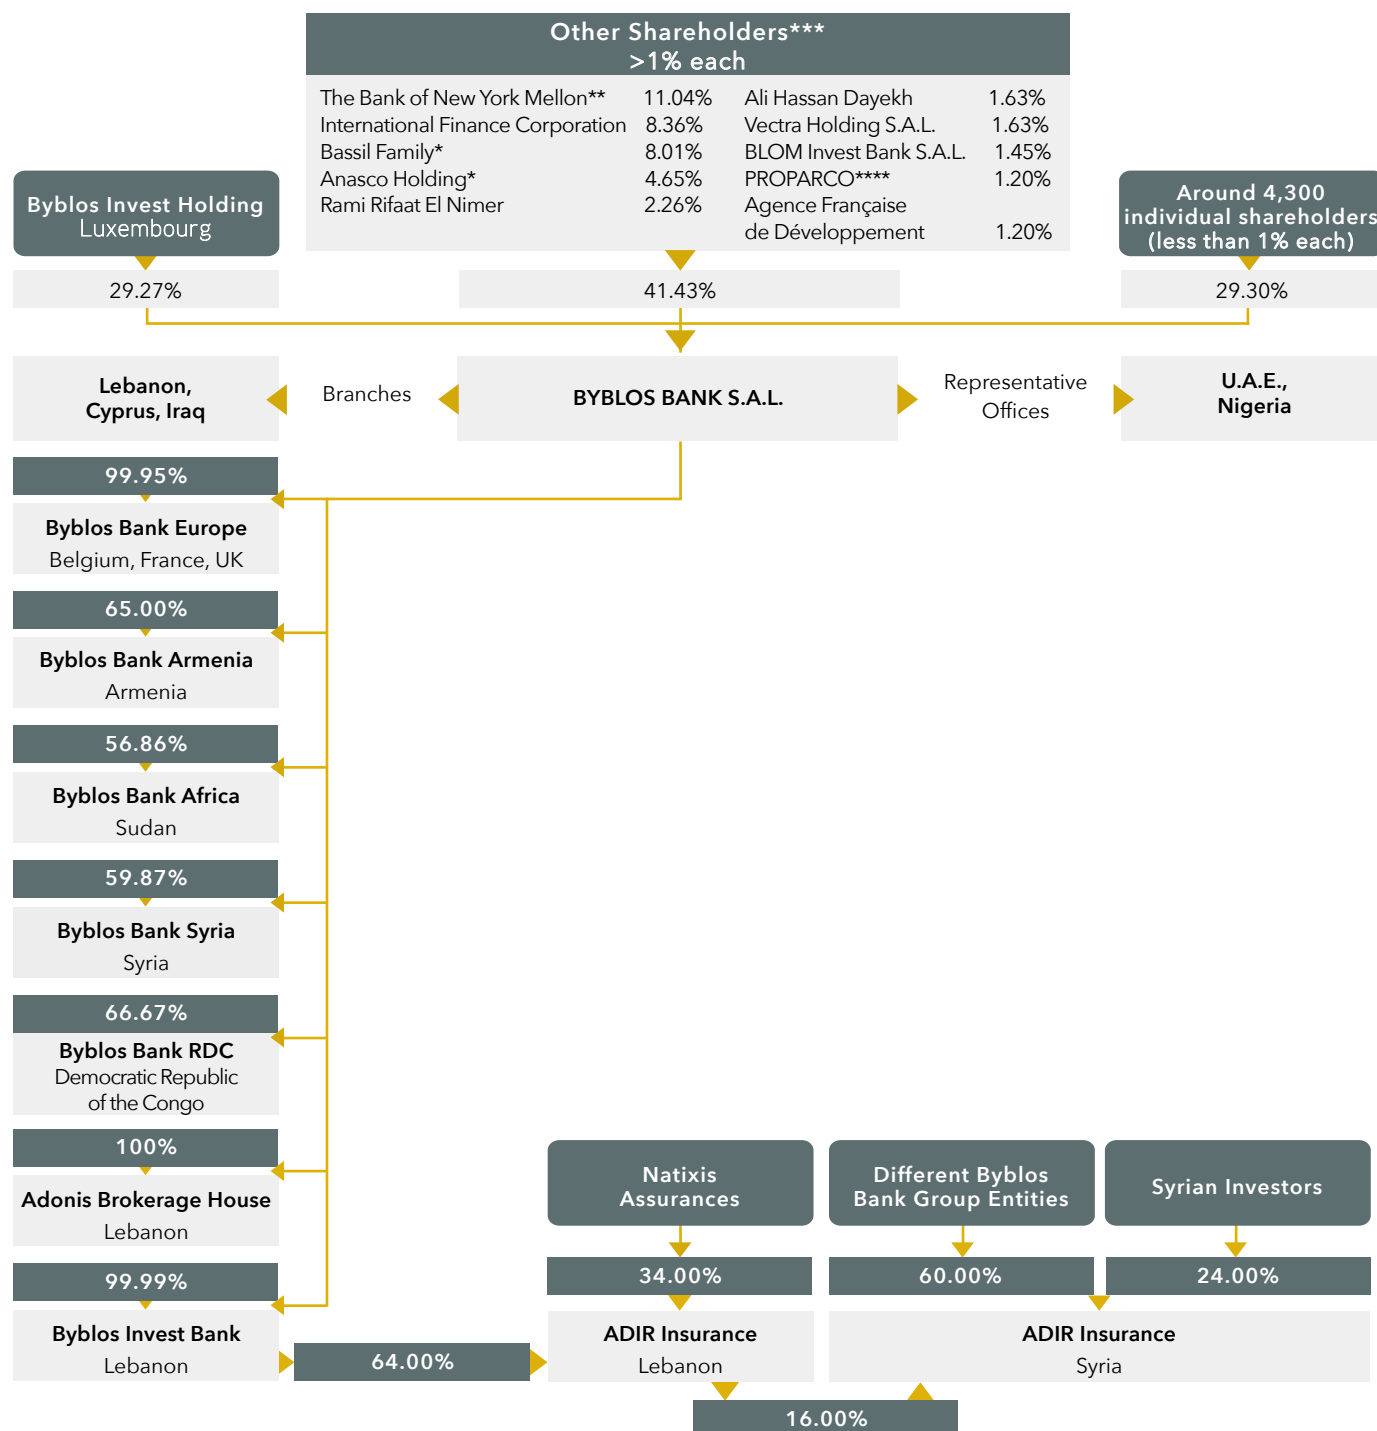 Other Shareholders***
>1% each
The Bank of New York Mellon** 11.04%
International Finance Corporation 8.36%
Bassil Family* 8.01%
Anasco Holding* 4.65%
Rami Rifaat El Nimer 2.26%
Ali Hassan Dayekh 1.63%
Vectra Holding S.A.L. 1.63%
BLOM Invest Bank S.A.L. 1.45%
PROPARCO**** 1.20%
Agence Française
de Développement 1.20%
Byblos Invest Holding
Luxembourg
Around 4,300
individual shareholders
(less than 1% each)
29.27%
41.43%
29.30%
Lebanon,
Cyprus, Iraq
Branches
BYBLOS BANK S.A.L.
Representative
Offices
U.A.E.,
Nigeria
99.95%
Byblos Bank Europe
Belgium, France, UK
65.00%
Byblos Bank Armenia
Armenia
56.86%
Byblos Bank Africa
Sudan
59.87%
Byblos Bank Syria
Syria
66.67%
Byblos Bank RDC
Democratic Republic
of the Congo
100%
Adonis Brokerage House
Lebanon
99.99%
Byblos Invest Bank
Lebanon
64.00%
Natixis
Assurances
34.00%
ADIR Insurance
Lebanon
Different Byblos
Bank Group Entities
60.00%
Syrian Investors
24.00%
ADIR Insurance
Syria
16.00%